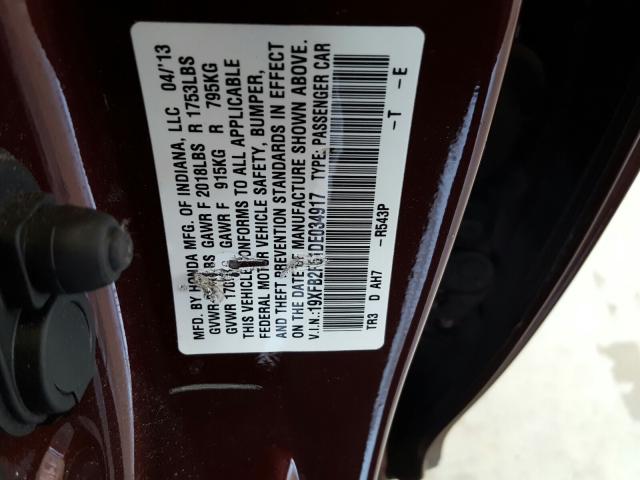 MFD. BY HONDA MFG. OF INDIANA, LLC 04/'13
GVWR LBS GAWR F 2018LBS R 1753LBS
GVWR GAWR F 915KG R 795KG
THIS VEHICLE CONFORMS TO ALL APPLICABLE
FEDERAL MOTOR VEHICLE SAFETY, BUMPER,
AND THEFT PREVENTION STANDARDS IN EFFECT
ON THE DATE OF MANUFACTURE SHOWN ABOVE.
V.I.N.: TYPE: PASSENGER CAR
TR3 D AH7 -R543P -T -E